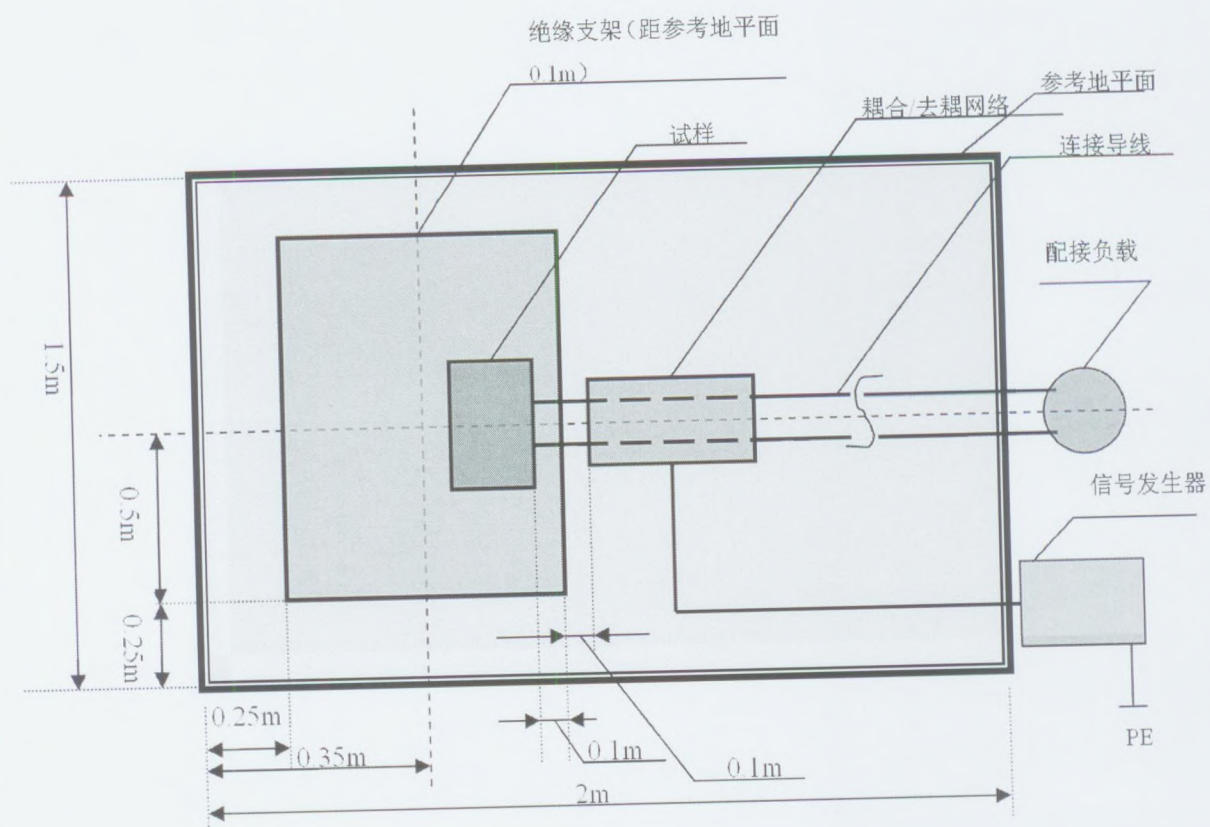 绝缘支架（距参考地平面
0.1m）
参考地平面
耦合/去耦网络
试样
连接导线
配接负载
1.5m
0.5m
信号发生器
0.25m
0.25m
PE
0.35m
0.1m
0.1m
2m